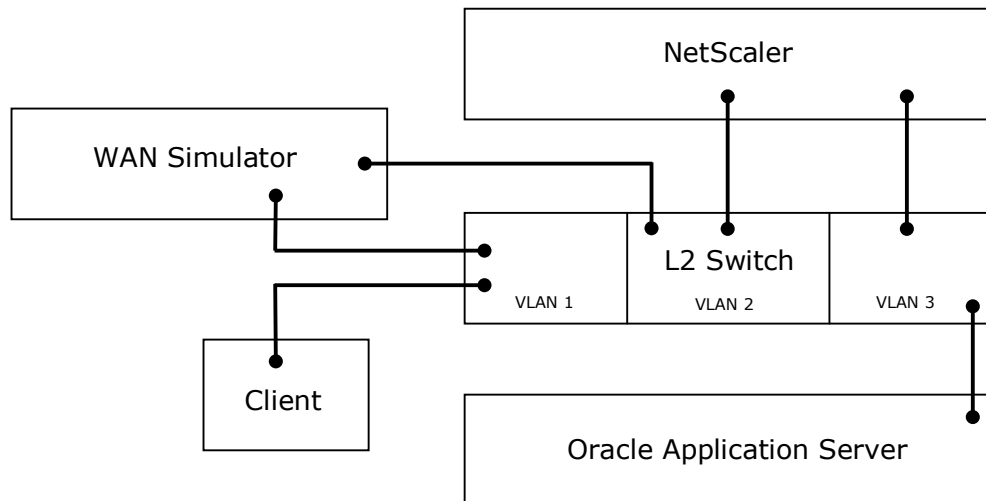 NetScaler
WAN Simulator
L2 Switch
VLAN 1
VLAN 2
VLAN 3
Client
Oracle Application Server